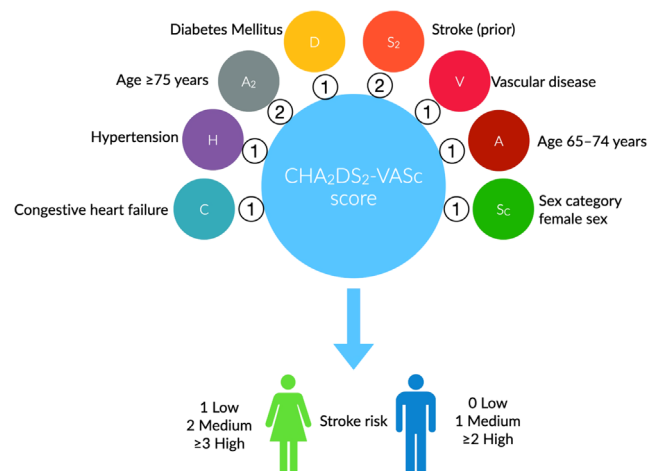 Diabetes Mellitus
D
1
S₂
2
Stroke (prior)
Age ≥75 years
A₂
2
V
1
Vascular disease
Hypertension
H
1
A
1
Age 65–74 years
CHA₂DS₂-VASc
score
Congestive heart failure
C
1
Sc
1
Sex category
female sex
1 Low
2 Medium
≥3 High
Stroke risk
0 Low
1 Medium
≥2 High